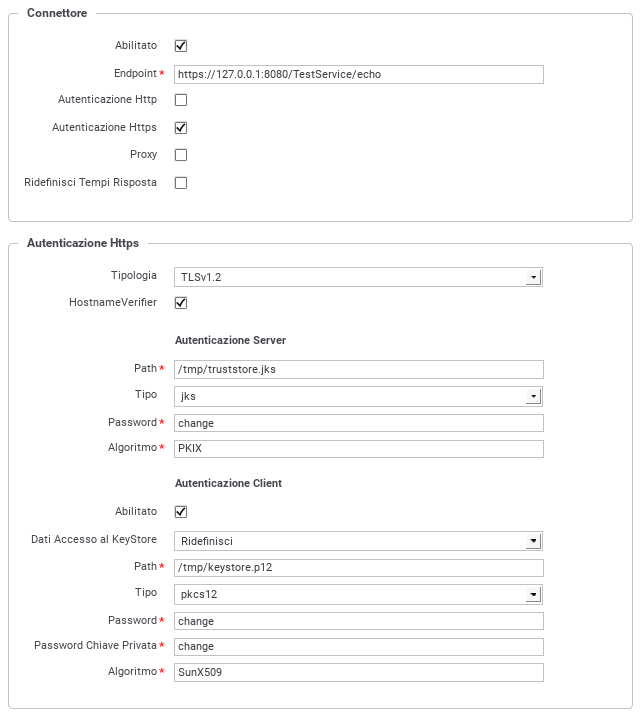 Connettore
Abilitato
Endpoint * https://127.0.0.1:8080/TestService/echo
Autenticazione Http
Autenticazione Https
Proxy
Ridefinisci Tempi Risposta
Autenticazione Https
Tipologia TLSv1.2
HostnameVerifier
Autenticazione Server
Path * /tmp/truststore.jks
Tipo jks
Password * change
Algoritmo * PKIX
Autenticazione Client
Abilitato
Dati Accesso al KeyStore Ridefinisci
Path * /tmp/keystore.p12
Tipo pkcs12
Password * change
Password Chiave Privata * change
Algoritmo * SunX509